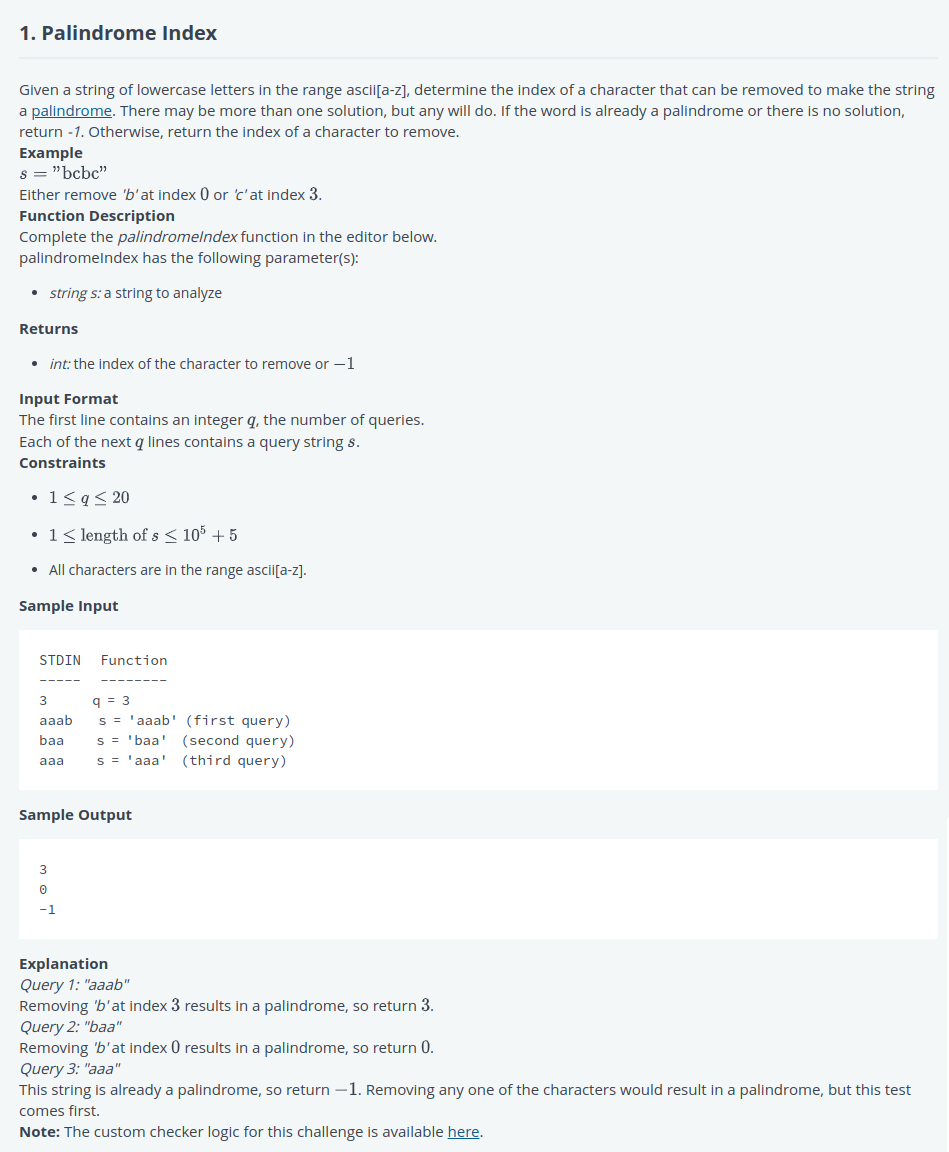 1. Palindrome Index
Given a string of lowercase letters in the range ascii[a-z], determine the index of a character that can be removed to make the string
a palindrome. There may be more than one solution, but any will do. If the word is already a palindrome or there is no solution,
return -1. Otherwise, return the index of a character to remove.
Example
s = ”bcbc”
Either remove 'b' at index 0 or 'c' at index 3.
Function Description
Complete the palindromeIndex function in the editor below.
palindromeIndex has the following parameter(s):
• string s: a string to analyze
Returns
• int: the index of the character to remove or −1
Input Format
The first line contains an integer q, the number of queries.
Each of the next q lines contains a query string s.
Constraints
• 1 ≤ q ≤ 20
• 1 ≤ length of s ≤ 10⁵ + 5
• All characters are in the range ascii[a-z].
Sample Input
STDIN Function
----- --------
3 q = 3
aaab s = 'aaab' (first query)
baa s = 'baa' (second query)
aaa s = 'aaa' (third query)
Sample Output
3
0
-1
Explanation
Query 1: "aaab"
Removing 'b' at index 3 results in a palindrome, so return 3.
Query 2: "baa"
Removing 'b' at index 0 results in a palindrome, so return 0.
Query 3: "aaa"
This string is already a palindrome, so return −1. Removing any one of the characters would result in a palindrome, but this test
comes first.
Note: The custom checker logic for this challenge is available here.